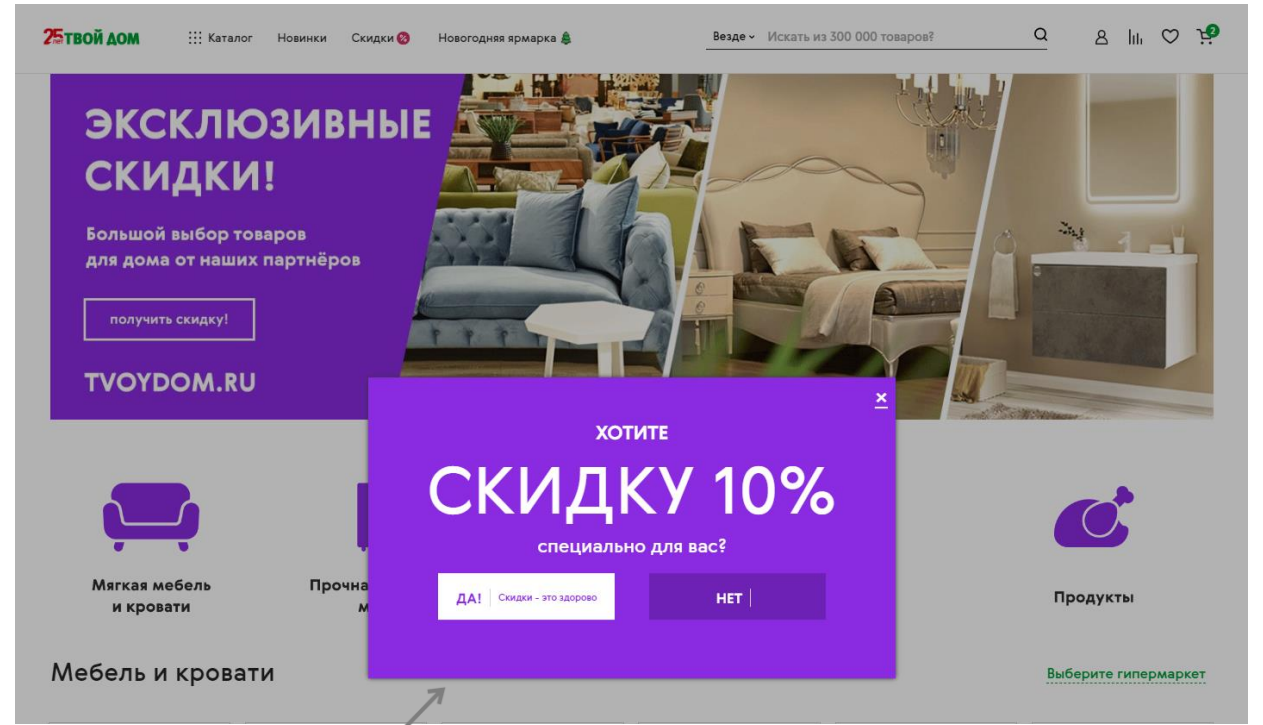 25 лет ТВОЙ ДОМ
Каталог
Новинки
Скидки %
Новогодняя ярмарка
Везде
Искать из 300 000 товаров?
2
ЭКСКЛЮЗИВНЫЕ
СКИДКИ!
Большой выбор товаров
для дома от наших партнёров
получить скидку!
TVOYDOM.RU
×
ХОТИТЕ
СКИДКУ 10%
специально для вас?
ДА! | Скидки - это здорово
НЕТ |
Мягкая мебель
и кровати
Прочна
м
Продукты
Мебель и кровати
Выберите гипермаркет